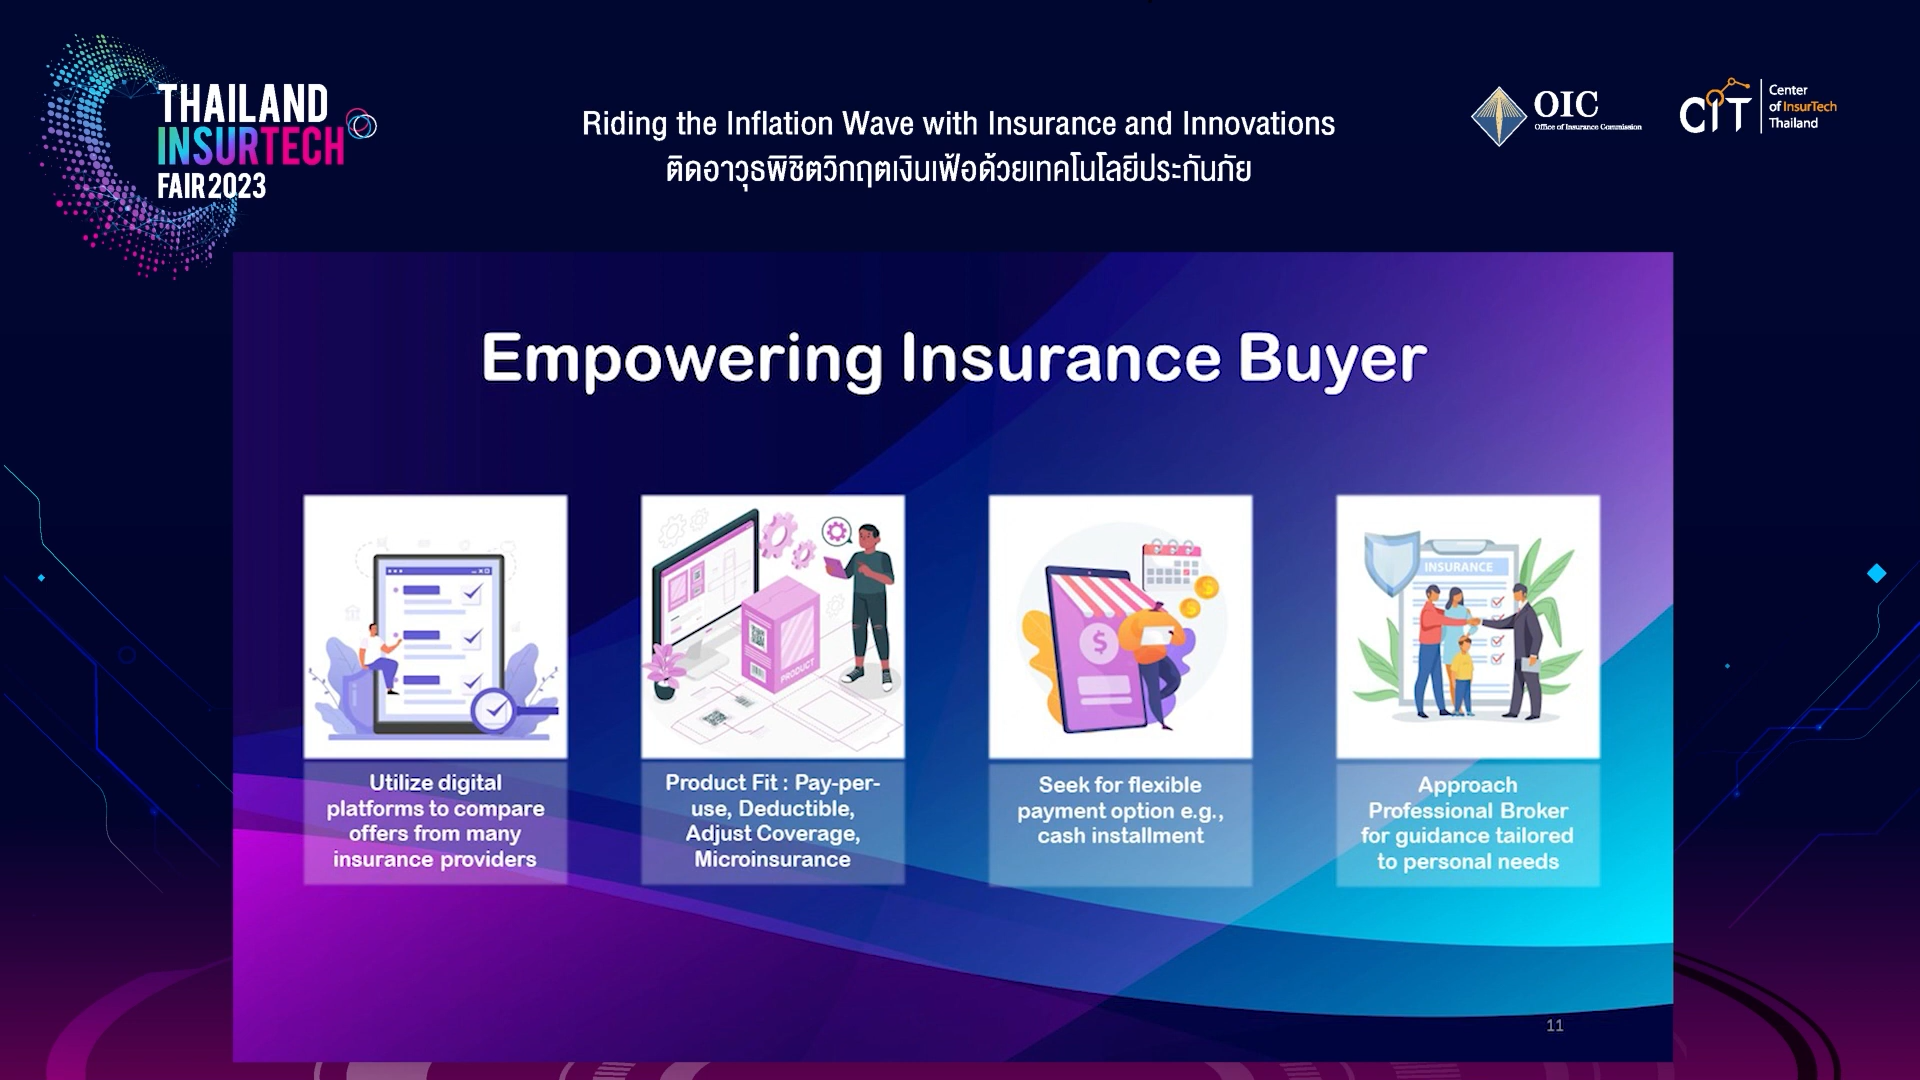 THAILAND
INSURTECH
FAIR 2023
Riding the Inflation Wave with Insurance and Innovations
ติดอาวุธพิชิตวิกฤตเงินเฟ้อด้วยเทคโนโลยีประกันภัย
OIC
Office of Insurance Commission
CIT
Center
of InsurTech
Thailand
Empowering Insurance Buyer
PRODUCT
INSURANCE
Utilize digital
platforms to compare
offers from many
insurance providers
Product Fit : Pay-per-
use, Deductible,
Adjust Coverage,
Microinsurance
Seek for flexible
payment option e.g.,
cash installment
Approach
Professional Broker
for guidance tailored
to personal needs
11